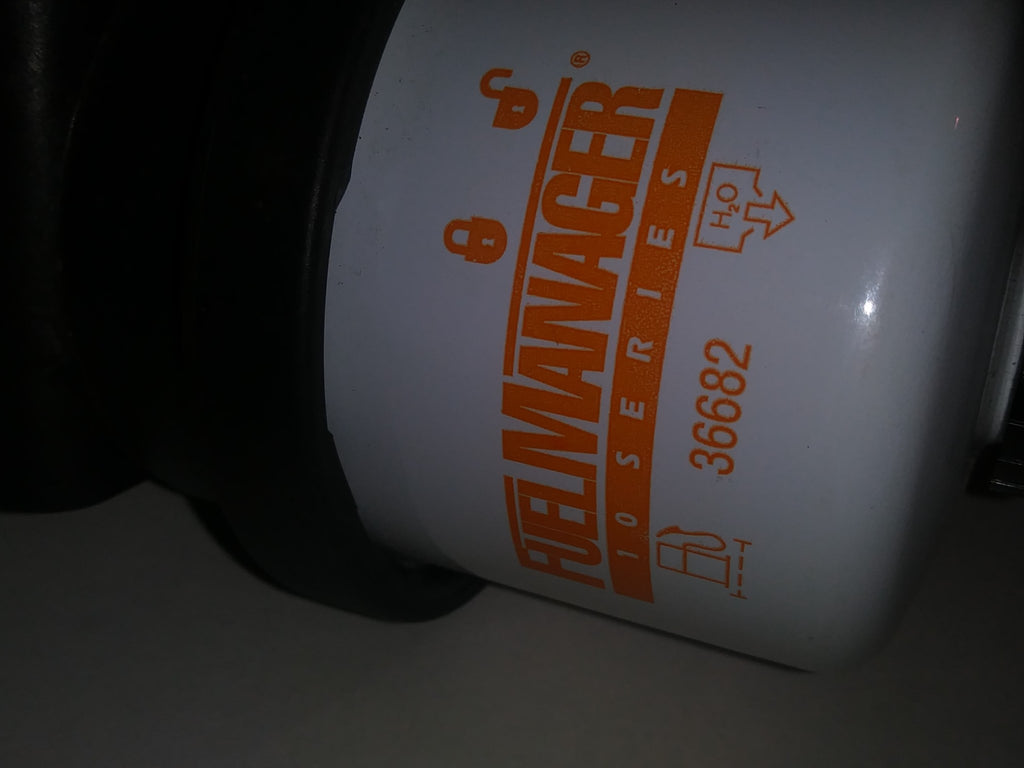 FUELMANAGER®
10 SERIES
H₂O
36682